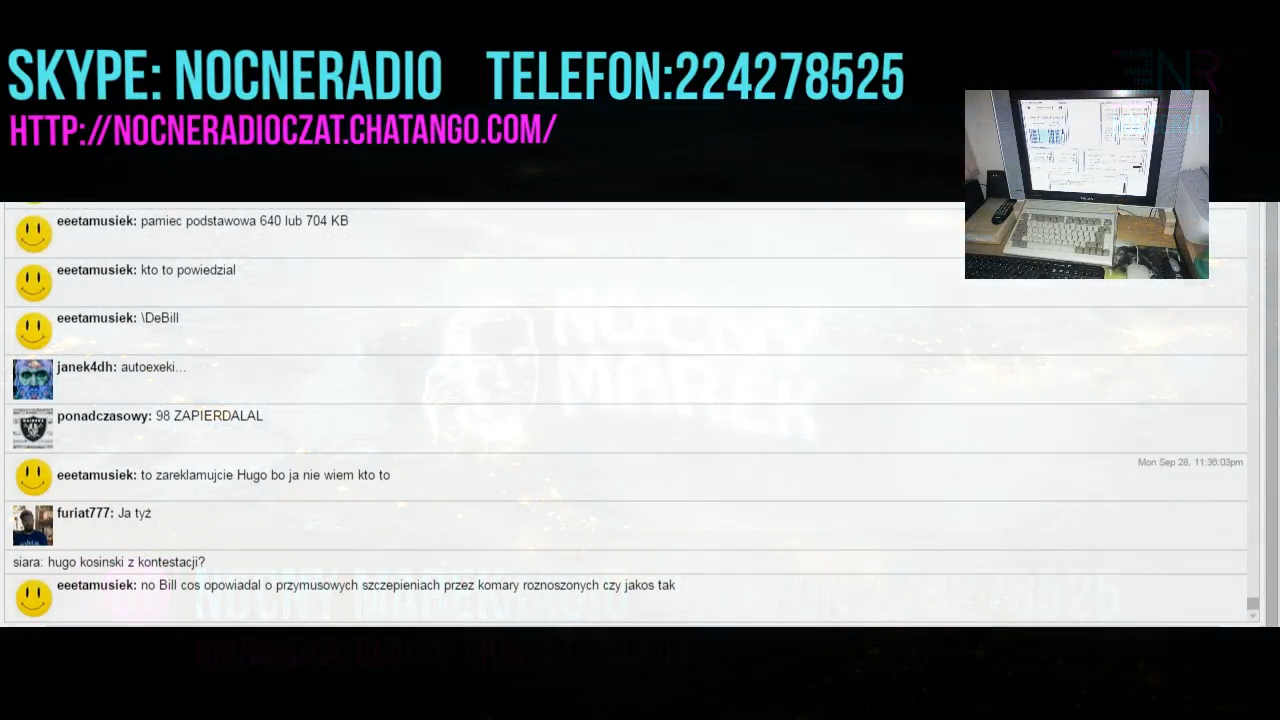 SKYPE: NOCNERADIO TELEFON:224278525
HTTP://NOCNERADIOCZAT.CHATANGO.COM/
eeetamusiek: pamiec podstawowa 640 lub 704 KB
eeetamusiek: kto to powiedzial
eeetamusiek: \DeBill
janek4dh: autoexeki...
ponadczasowy: 98 ZAPIERDALAL
Mon Sep 28, 11:36:03pm
eeetamusiek: to zareklamujcie Hugo bo ja nie wiem kto to
furiat777: Ja tyż
siara: hugo kosinski z kontestacji?
eeetamusiek: no Bill cos opowiadal o przymusowych szczepieniach przez komary roznoszonych czy jakos tak